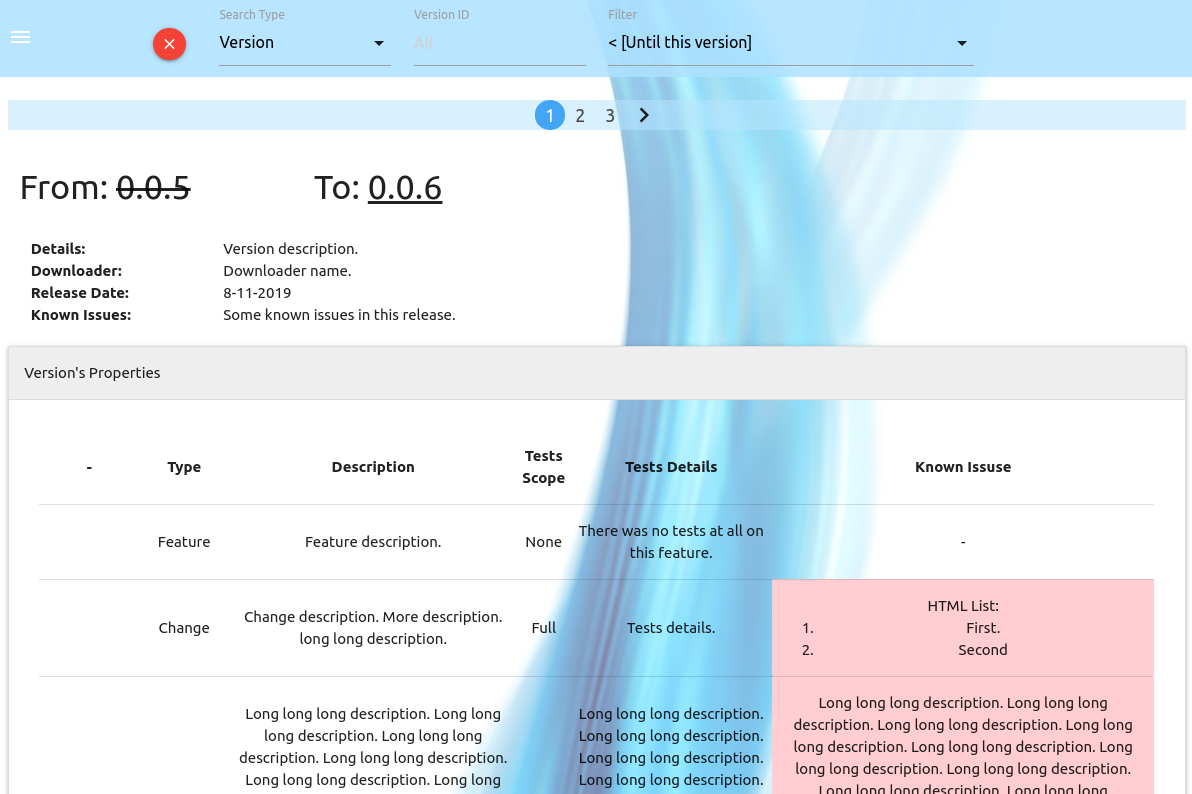 Search Type
Version ID
Filter
Version
All
< [Until this version]
1 2 3
From: 0.0.5
To: 0.0.6
Details: Version description.
Downloader: Downloader name.
Release Date: 8-11-2019
Known Issues: Some known issues in this release.
Version's Properties
- Type Description Tests Scope Tests Details Known Issuse
Feature Feature description. None There was no tests at all on
this feature. -
Change Change description. More description.
long long description. Full Tests details. HTML List:
1. First.
2. Second
Long long long description. Long long
long description. Long long long
description. Long long long description.
Long long long description. Long long
Long long long description.
Long long long description.
Long long long description.
Long long long description.
Long long long description. Long long long
description. Long long long description. Long long
long description. Long long long description. Long
long long description. Long long long description.
Long long long description. Long long long